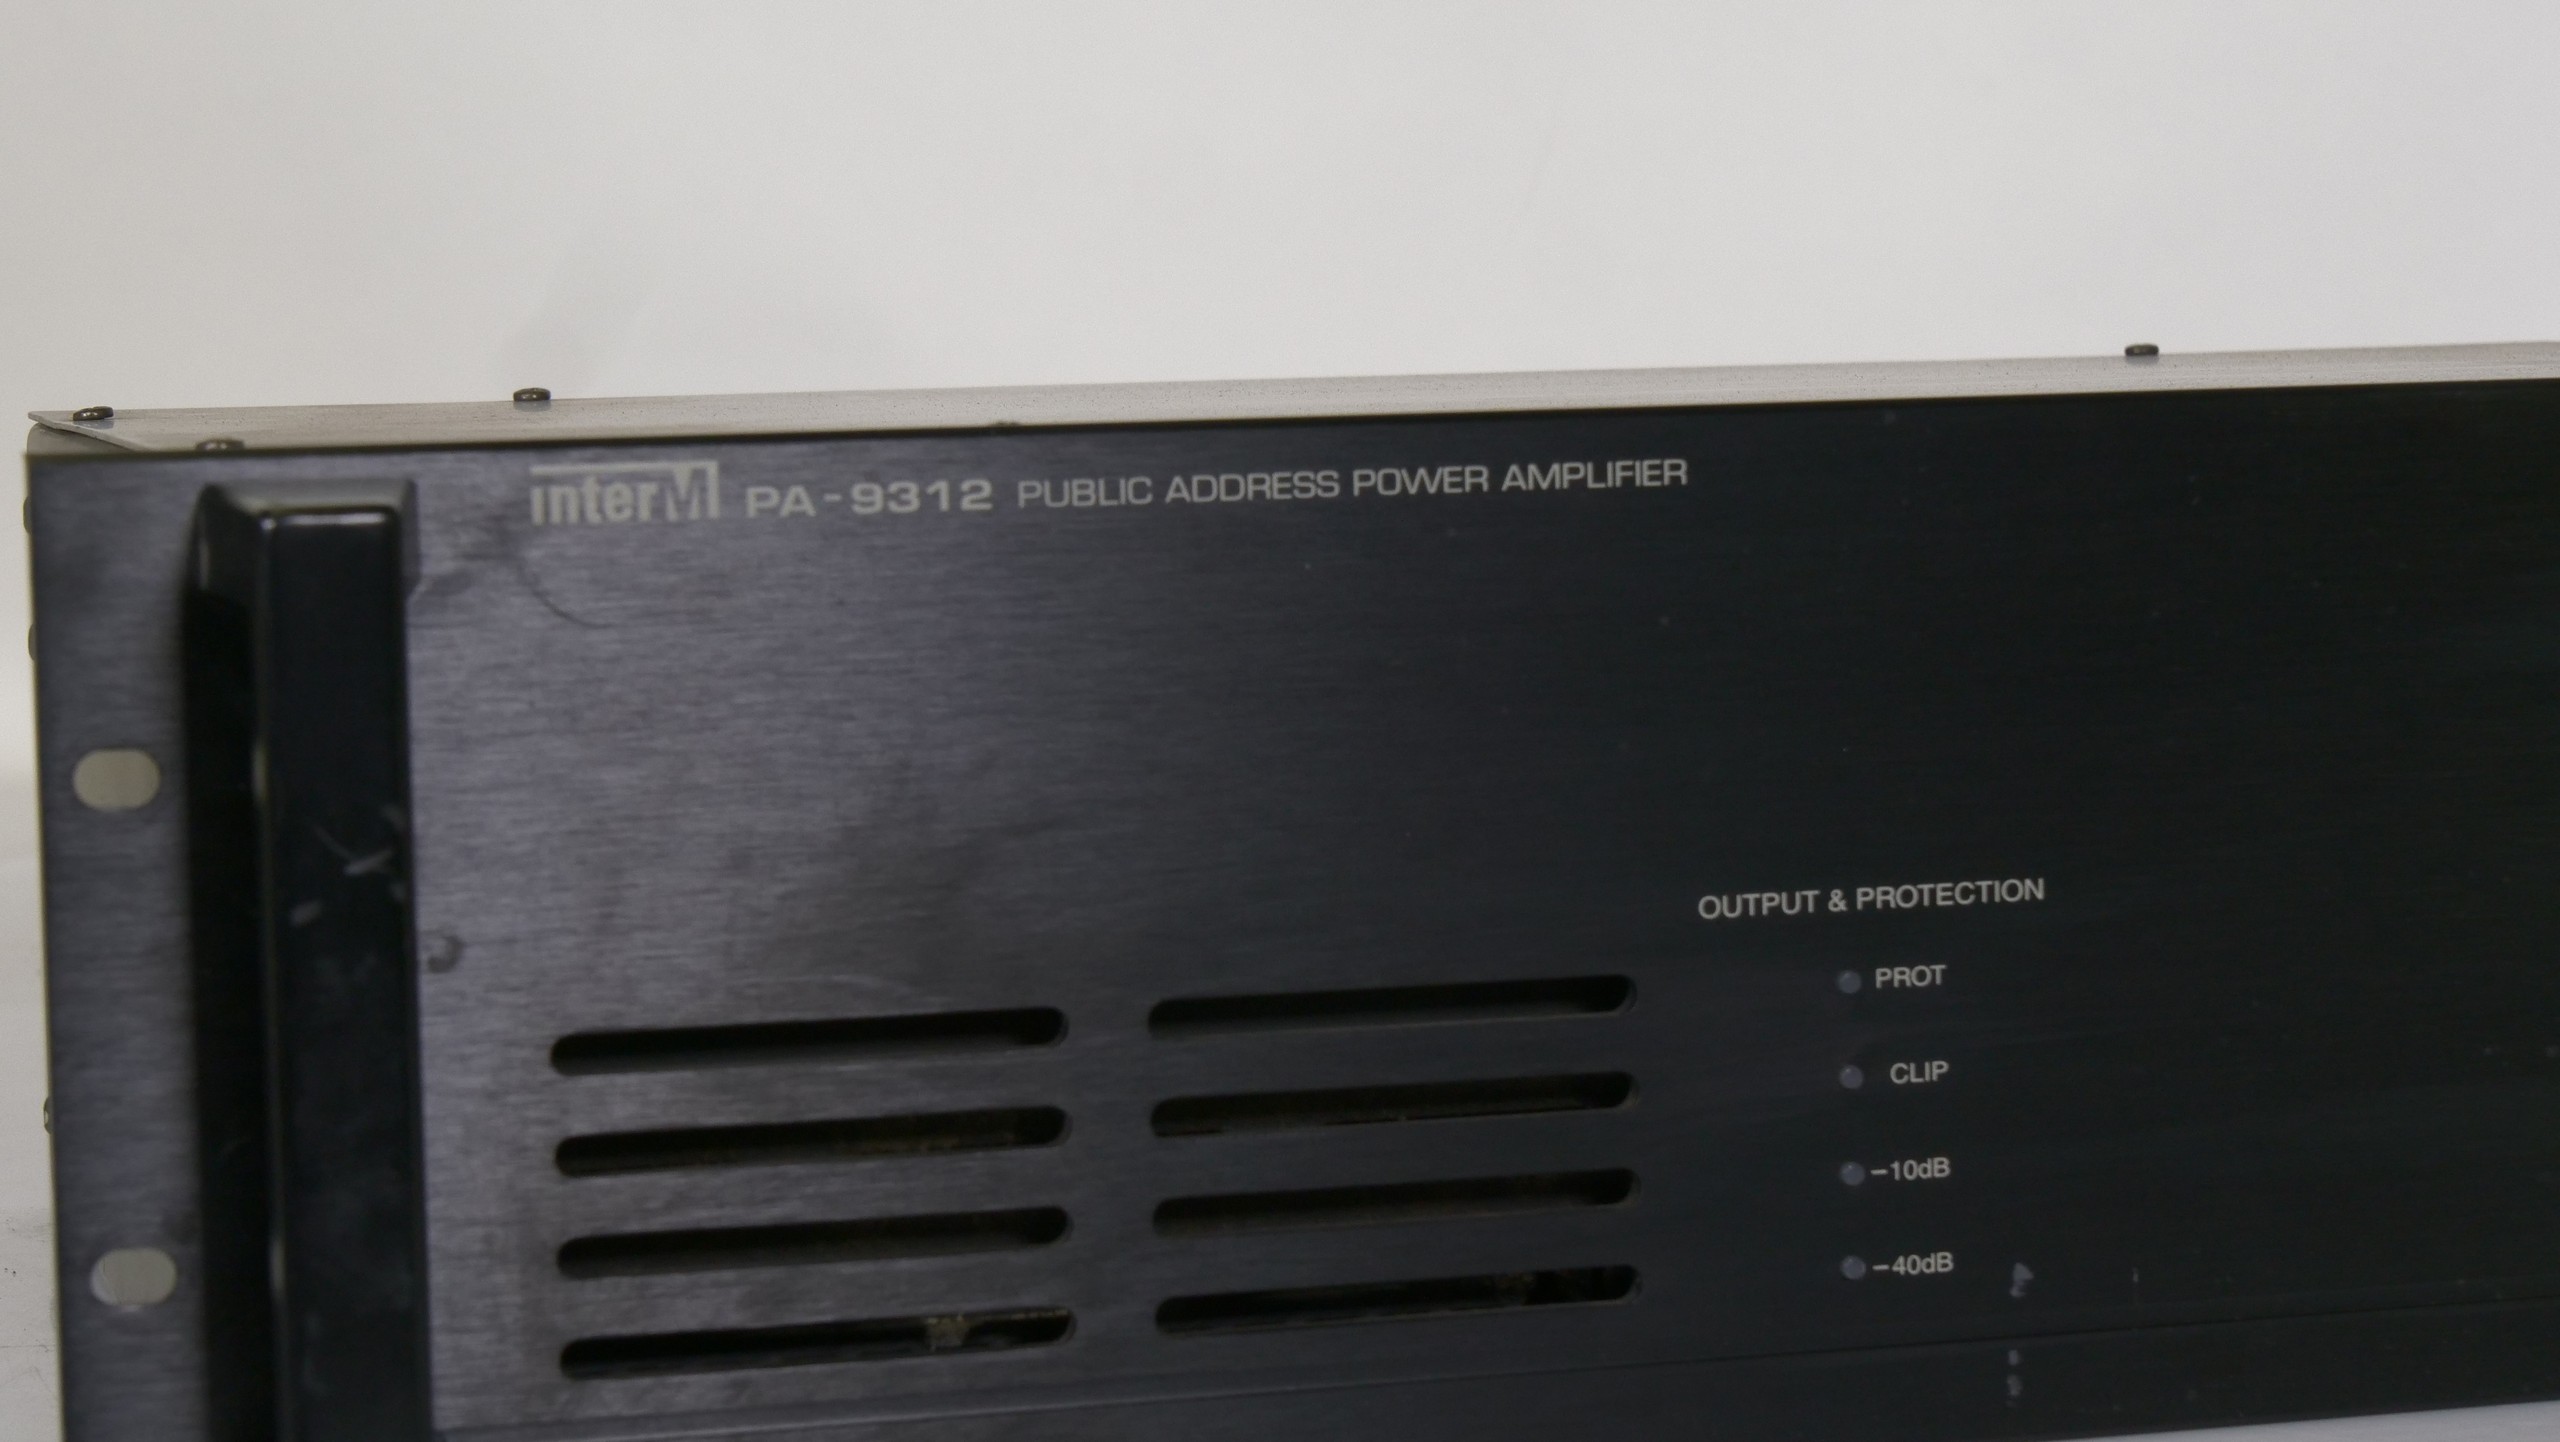 interM PA-9312 PUBLIC ADDRESS POWER AMPLIFIER
OUTPUT & PROTECTION
PROT
CLIP
-10dB
-40dB